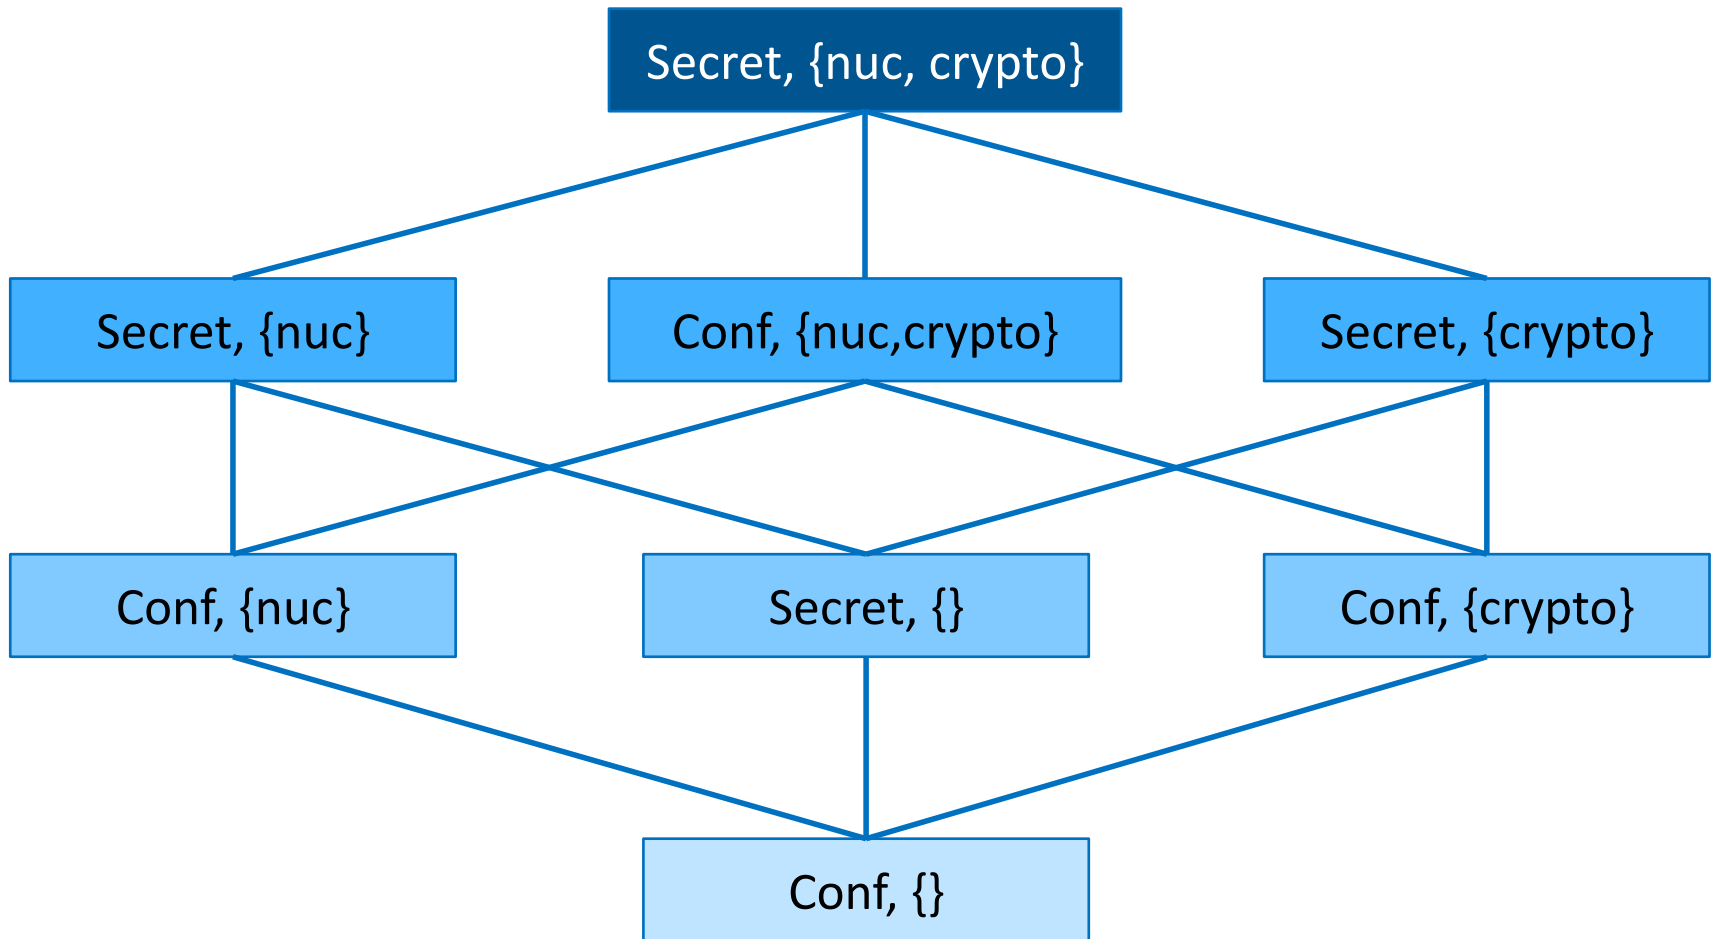 Secret, {nuc, crypto}
Secret, {nuc}
Conf, {nuc,crypto}
Secret, {crypto}
Conf, {nuc}
Secret, {}
Conf, {crypto}
Conf, {}